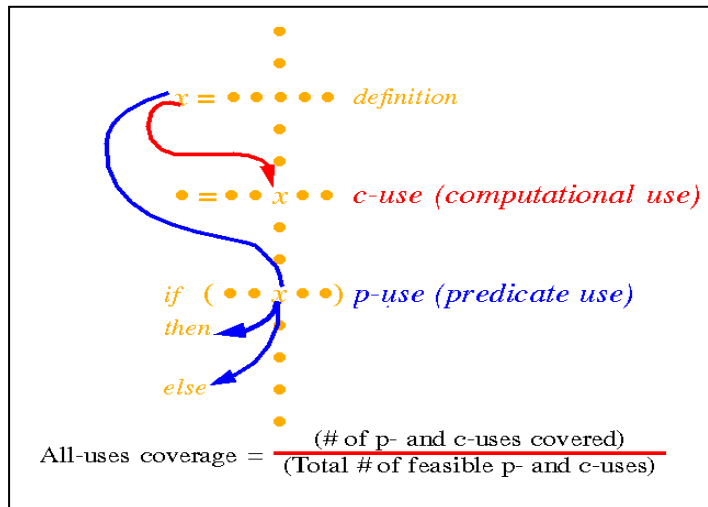 x = definition
= x c-use (computational use)
if ( x ) p-use (predicate use)
then
else
All-uses coverage = (# of p- and c-uses covered)
(Total # of feasible p- and c-uses)